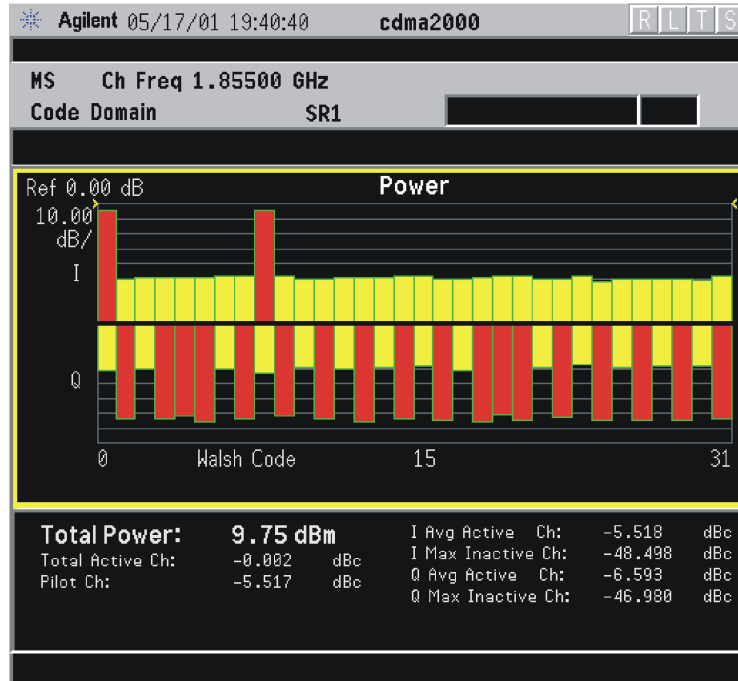 Agilent 05/17/01 19:40:40 cdma2000 R L T S
MS Ch Freq 1.85500 GHz
Code Domain SR1
Ref 0.00 dB Power
10.00
dB/
I
Q
0 Walsh Code 15 31
Total Power: 9.75 dBm
Total Active Ch: -0.002 dBc
Pilot Ch: -5.517 dBc
I Avg Active Ch: -5.518 dBc
I Max Inactive Ch: -48.498 dBc
Q Avg Active Ch: -6.593 dBc
Q Max Inactive Ch: -46.980 dBc